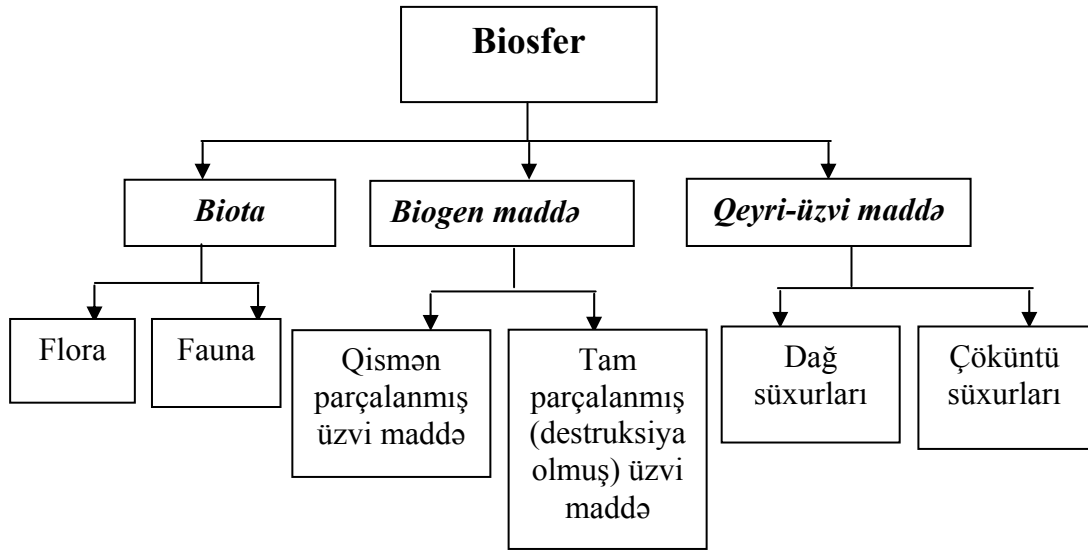 Biosfer
Biota
Biogen maddə
Qeyri-üzvi maddə
Flora
Fauna
Qismən
parçalanmış
üzvi maddə
Tam
parçalanmış
(destruksiya
olmuş) üzvi
maddə
Dağ
süxurları
Çöküntü
süxurları